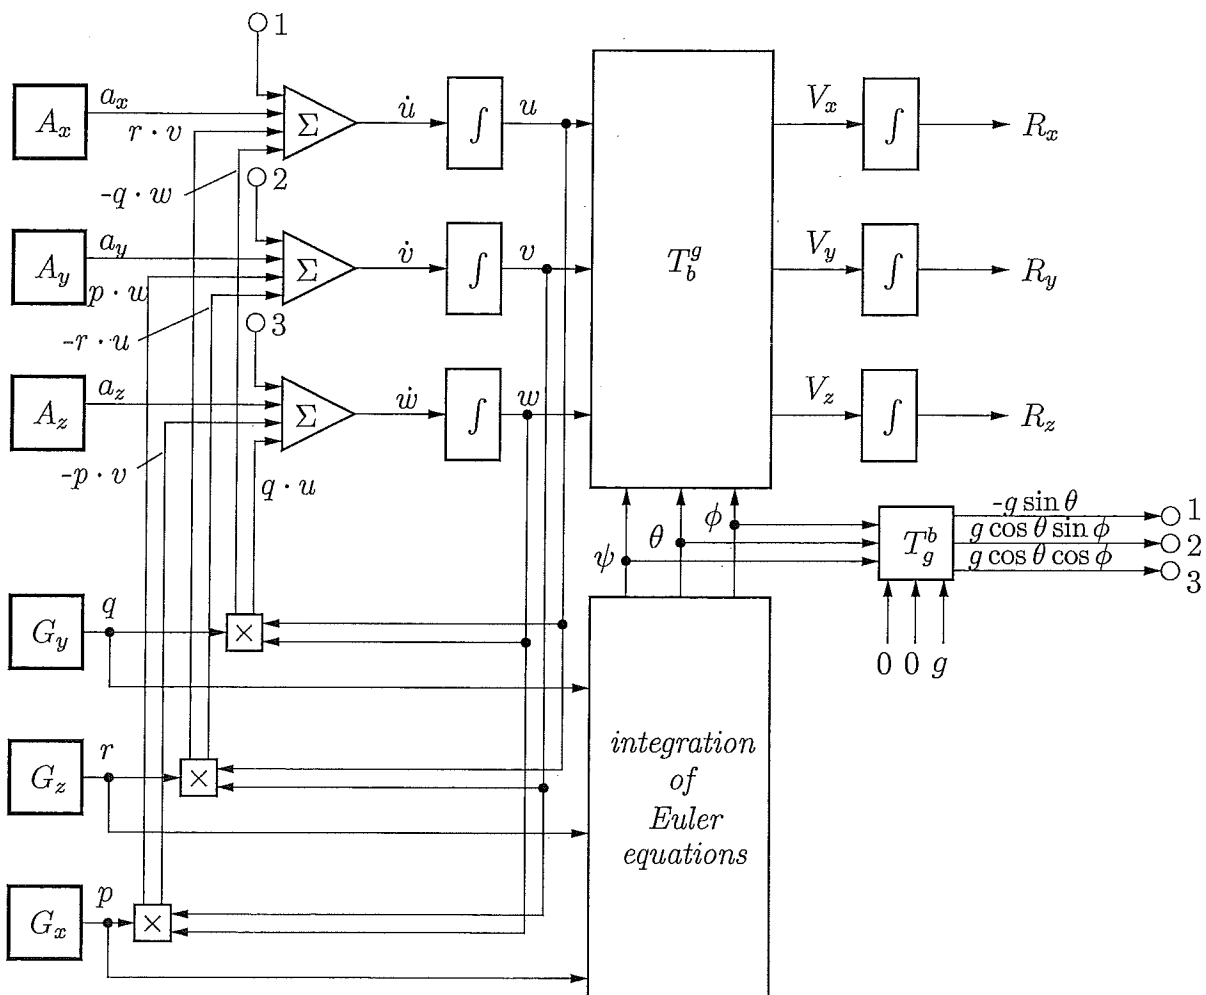 1
A_x
a_x
r · v
Σ
u̇
∫
u
V_x
∫
R_x
-q · w
2
A_y
a_y
p · w
Σ
v̇
∫
v
T_b^g
V_y
∫
R_y
-r · u
3
A_z
a_z
Σ
ẇ
∫
w
V_z
∫
R_z
-p · v
q · u
ψ
θ
ϕ
T_g^b
-g sin θ
1
g cos θ sin ϕ
2
g cos θ cos ϕ
3
0 0 g
G_y
q
×
G_z
r
×
G_x
p
×
integration
of
Euler
equations